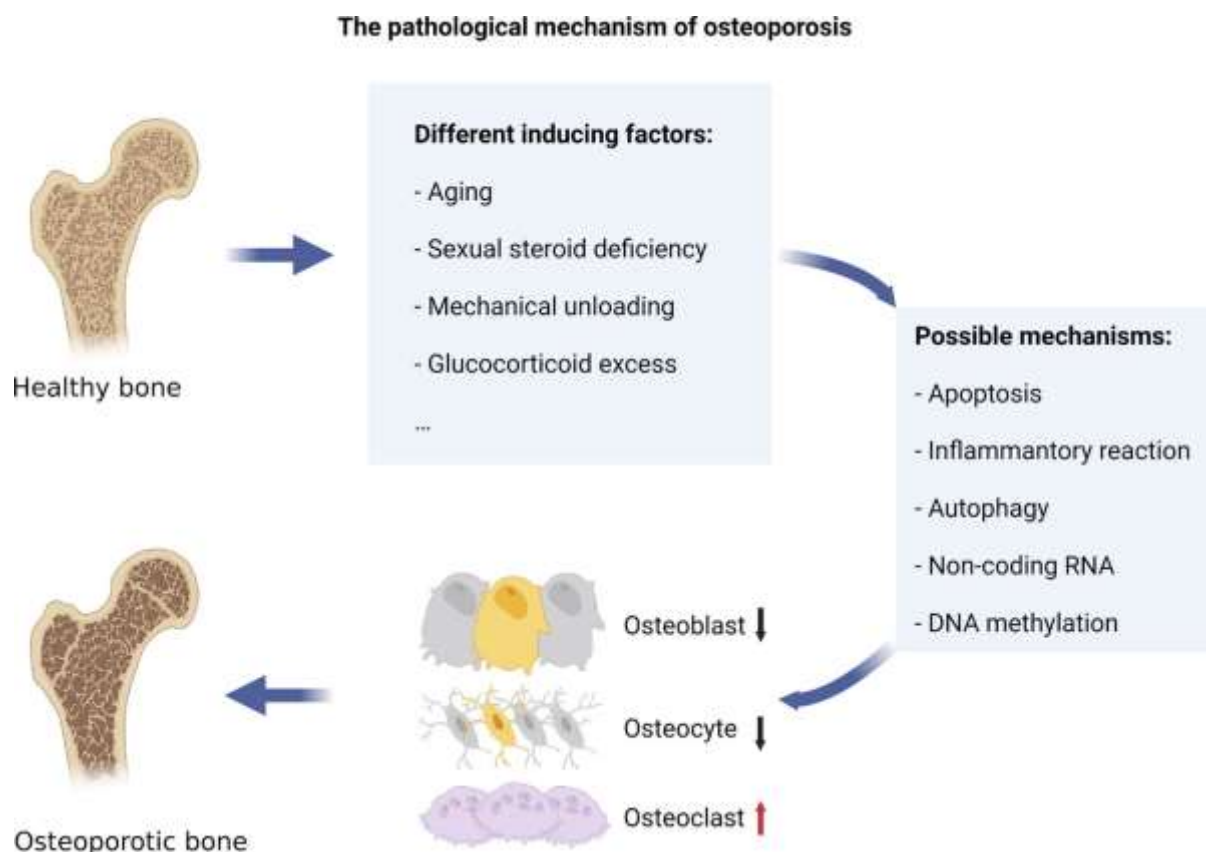 The pathological mechanism of osteoporosis
Different inducing factors:
- Aging
- Sexual steroid deficiency
- Mechanical unloading
- Glucocorticoid excess
...
Healthy bone
Possible mechanisms:
- Apoptosis
- Inflammantory reaction
- Autophagy
- Non-coding RNA
- DNA methylation
Osteoblast
Osteocyte
Osteoclast
Osteoporotic bone